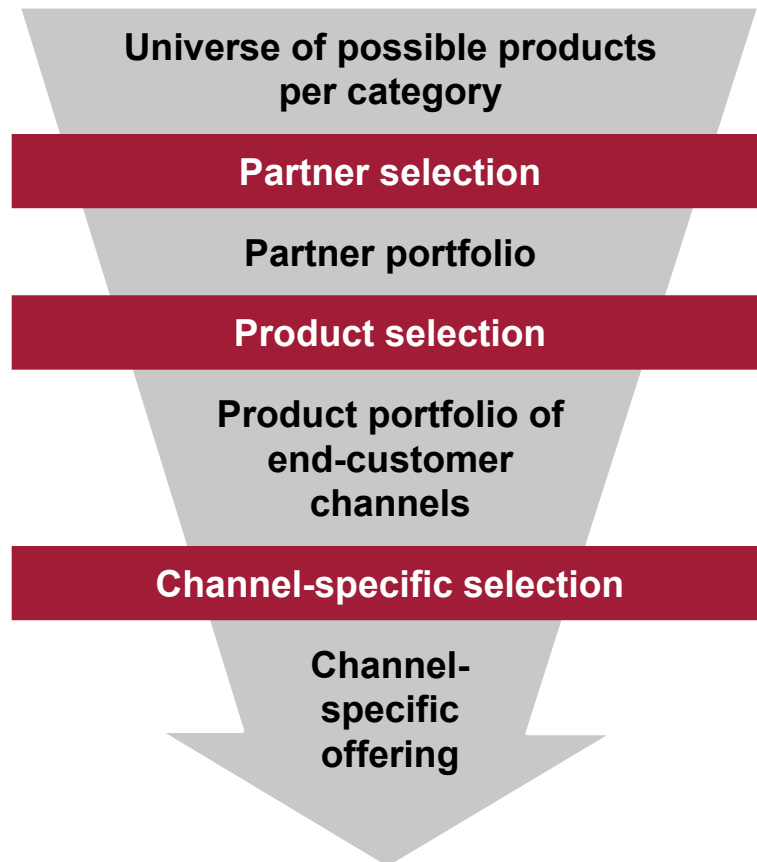 Universe of possible products
per category
Partner selection
Partner portfolio
Product selection
Product portfolio of
end-customer
channels
Channel-specific selection
Channel-
specific
offering